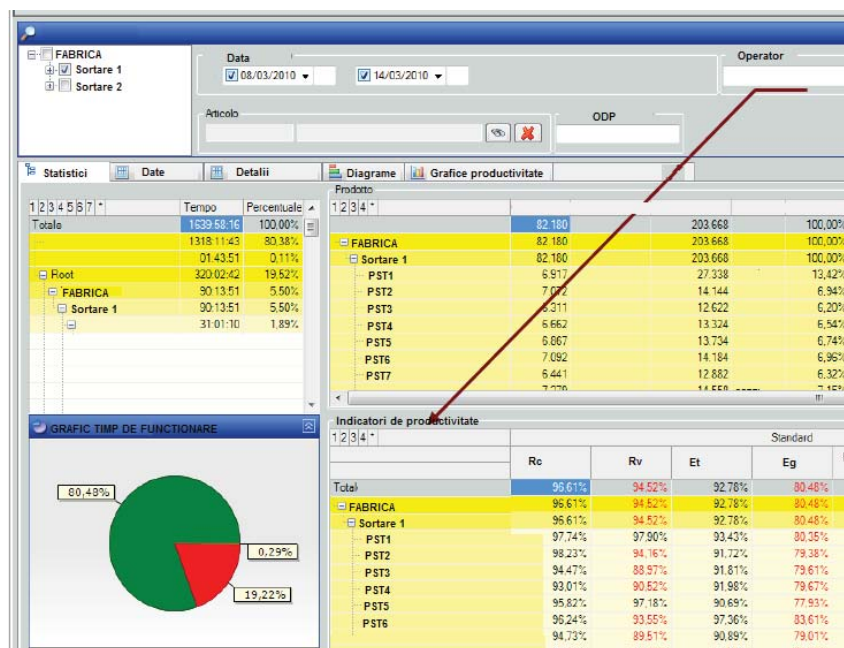 FABRICA
Sortare 1
Sortare 2
Data
08/03/2010
14/03/2010
Operator
Articolo
ODP
Statistici Date Detalii Diagrame Grafice productivitate
1 2 3 4 5 6 7 * Tempo Percentuale
Totale 1639:58:16 100,00%
1318:11:43 80,38%
01:43:51 0,11%
Root 320:02:42 19,52%
FABRICA 90:13:51 5,50%
Sortare 1 90:13:51 5,50%
31:01:10 1,89%
Prodotto
1 2 3 4 *
82.180 203.668 100,00%
FABRICA 82.180 203.668 100,00%
Sortare 1 82.180 203.668 100,00%
PST1 6.917 27.338 13,42%
PST2 14.144 6,94%
PST3 12.622 6,20%
PST4 6.662 13.324 6,54%
PST5 6.867 13.734 6,74%
PST6 7.092 14.184 6,96%
PST7 6.441 12.882 6,32%
GRAFIC TIMP DE FUNCTIONARE
80,48%
0,29%
19,22%
Indicatori de productivitate
1 2 3 4 *
Standard
Rc Rv Et Eg
Total 96,61% 94,52% 92,78% 80,48%
FABRICA 96,61% 94,52% 92,78% 80,48%
Sortare 1 96,61% 94,52% 92,78% 80,48%
PST1 97,74% 97,90% 93,43% 80,35%
PST2 98,23% 94,16% 91,72% 79,38%
PST3 94,47% 88,97% 91,81% 79,61%
PST4 93,01% 90,52% 91,98% 79,67%
PST5 95,82% 97,18% 90,69% 77,93%
PST6 96,24% 93,55% 97,36% 83,61%
94,73% 89,51% 90,89% 79,01%